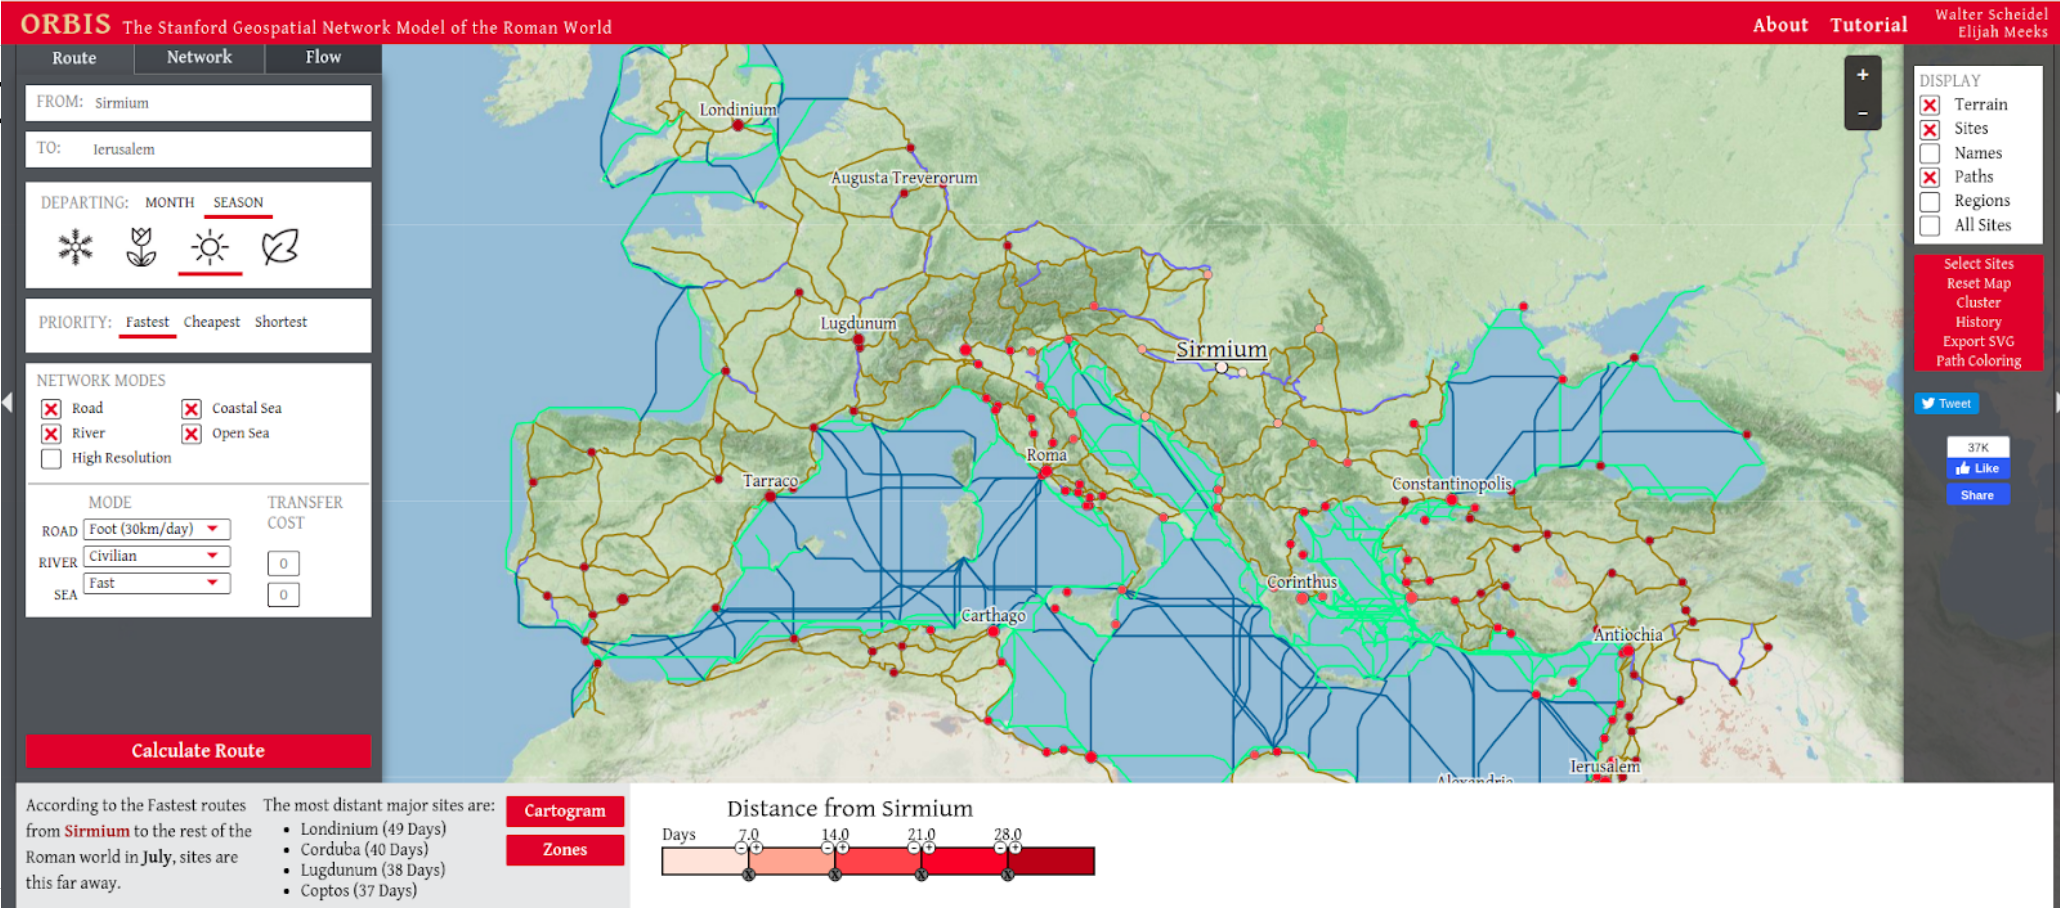 ORBIS The Stanford Geospatial Network Model of the Roman World
About Tutorial
Walter Scheidel
Elijah Meeks
Route Network Flow
FROM: Sirmium
TO: Ierusalem
DEPARTING: MONTH SEASON
PRIORITY: Fastest Cheapest Shortest
NETWORK MODES
Road Coastal Sea
River Open Sea
High Resolution
MODE TRANSFER COST
ROAD Foot (30km/day)
RIVER Civilian 0
SEA Fast 0
Calculate Route
Londinium
Augusta Treverorum
Lugdunum
Sirmium
Roma
Tarraco
Constantinopolis
Corinthus
Carthago
Antiochia
Ierusalem
Alexandria
+
−
DISPLAY
Terrain
Sites
Names
Paths
Regions
All Sites
Select Sites
Reset Map
Cluster
History
Export SVG
Path Coloring
Tweet
37K
Like
Share
According to the Fastest routes
from Sirmium to the rest of the
Roman world in July, sites are
this far away.
The most distant major sites are:
• Londinium (49 Days)
• Corduba (40 Days)
• Lugdunum (38 Days)
• Coptos (37 Days)
Cartogram
Zones
Distance from Sirmium
Days 7.0 14.0 21.0 28.0